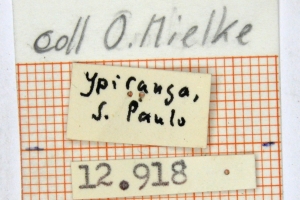 coll O. Mielke
Ypiranga,
S. Paulo
12.918